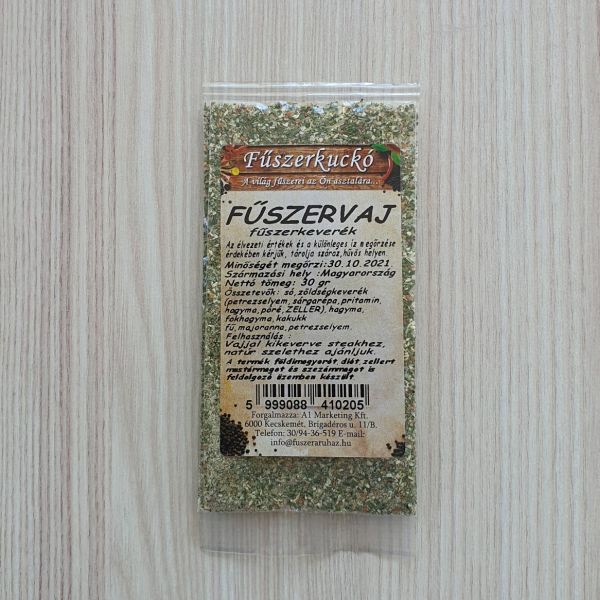 Fűszerkuckó
A világ fűszerei az Ön asztalára...
FŰSZERVAJ
fűszerkeverék
Az élvezeti értékek és a különleges íz megőrzése
érdekében kérjük, tárolja száraz, hűvös helyen.
Minőségét megőrzi:30.10.2021
Származási hely :Magyarország
Nettó tömeg: 30 gr
Összetevők: só, zöldségkeverék
(petrezselyem, sárgarépa, pritamin,
hagyma, póré, ZELLER), hagyma,
fokhagyma, kakukk
fű, majoranna, petrezselyem.
Felhasználás :
Vajjal kikeverve steakhez,
natúr szelethez ajánljuk.
A termék földimogyorót, diót, zellert
mustármagot és szezámmagot is
feldolgozó üzemben készült.
5 999088 410205
Forgalmazza: A1 Marketing Kft.
6000 Kecskemét, Brigadéros u. 11/B.
Telefon: 30/94-36-519 E-mail:
info@fuszeraruhaz.hu